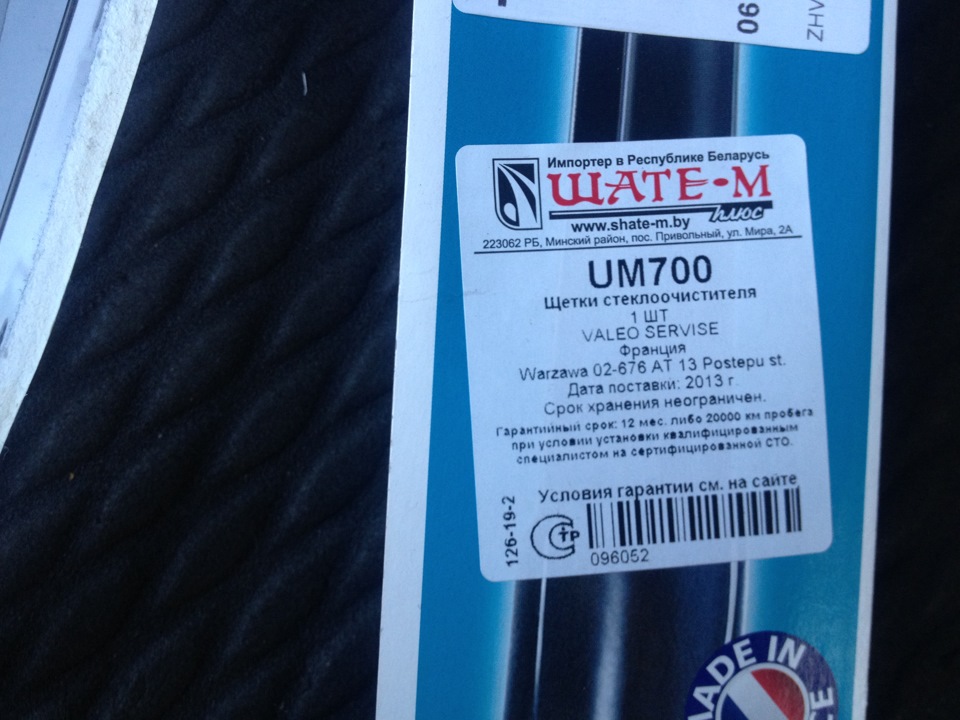 06
ZHV
Импортер в Республике Беларусь
ШАТЕ-М
плюс
www.shate-m.by
223062 РБ, Минский район, пос. Привольный, ул. Мира, 2А
UM700
Щетки стеклоочистителя
1 ШТ
VALEO SERVISE
Франция
Warzawa 02-676 AT 13 Postepu st.
Дата поставки: 2013 г.
Срок хранения неограничен.
Гарантийный срок: 12 мес. либо 20000 км пробега
при условии установки квалифицированным
специалистом на сертифицированной СТО.
Условия гарантии см. на сайте
126-19-2
СТР
096052
MADE IN